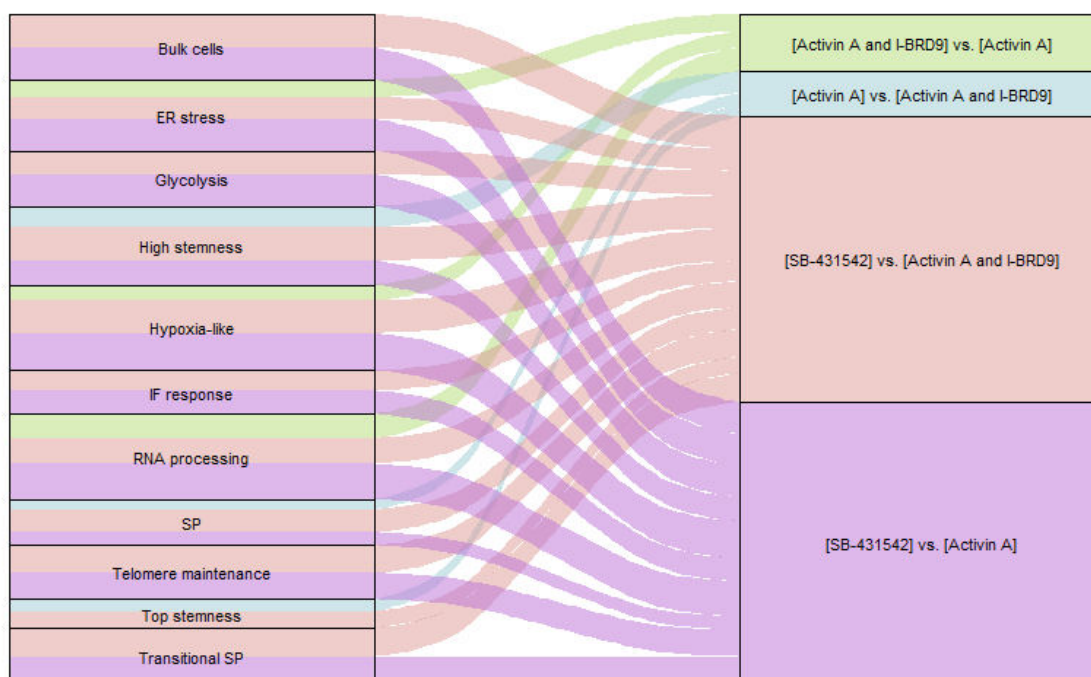 Bulk cells
ER stress
Glycolysis
High stemness
Hypoxia-like
IF response
RNA processing
SP
Telomere maintenance
Top stemness
Transitional SP
[Activin A and I-BRD9] vs. [Activin A]
[Activin A] vs. [Activin A and I-BRD9]
[SB-431542] vs. [Activin A and I-BRD9]
[SB-431542] vs. [Activin A]